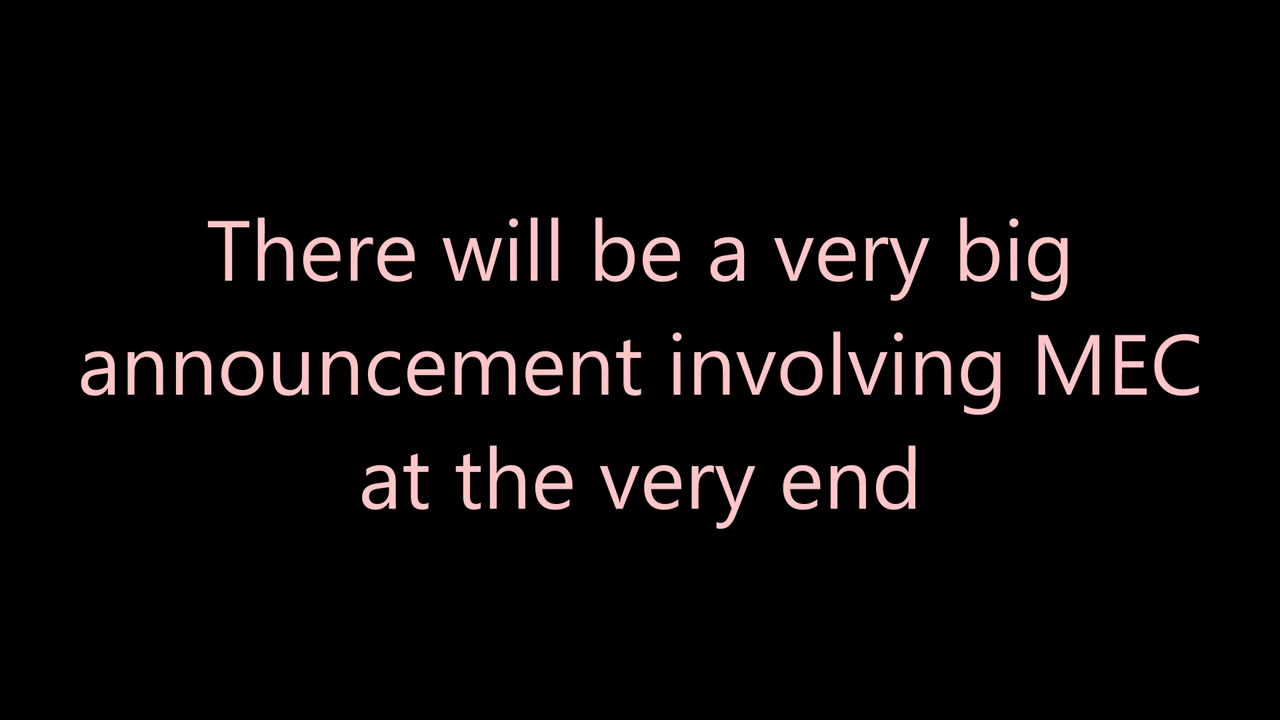 There will be a very big
announcement involving MEC
at the very end